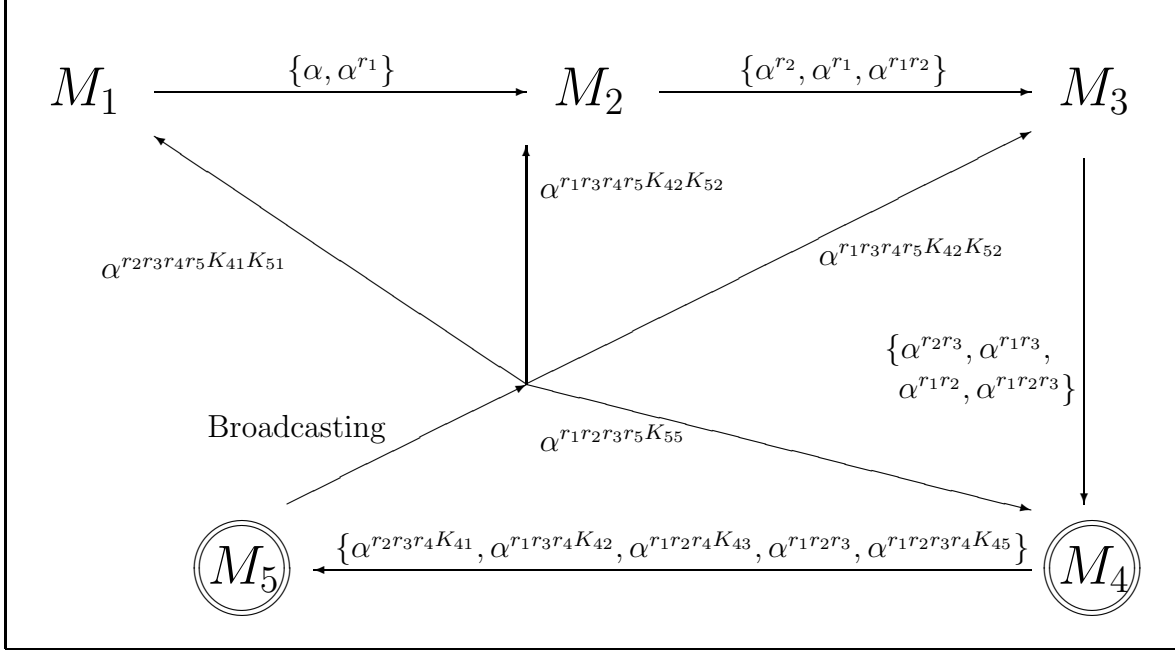 M₁ {α, α^{r₁}} M₂ {α^{r₂}, α^{r₁}, α^{r₁r₂}} M₃
α^{r₁r₃r₄r₅K₄₂K₅₂}
α^{r₂r₃r₄r₅K₄₁K₅₁}
α^{r₁r₃r₄r₅K₄₂K₅₂}
{α^{r₂r₃}, α^{r₁r₃},
α^{r₁r₂}, α^{r₁r₂r₃}}
Broadcasting
α^{r₁r₂r₃r₅K₅₅}
M₅ {α^{r₂r₃r₄K₄₁}, α^{r₁r₃r₄K₄₂}, α^{r₁r₂r₄K₄₃}, α^{r₁r₂r₃}, α^{r₁r₂r₃r₄K₄₅}} M₄